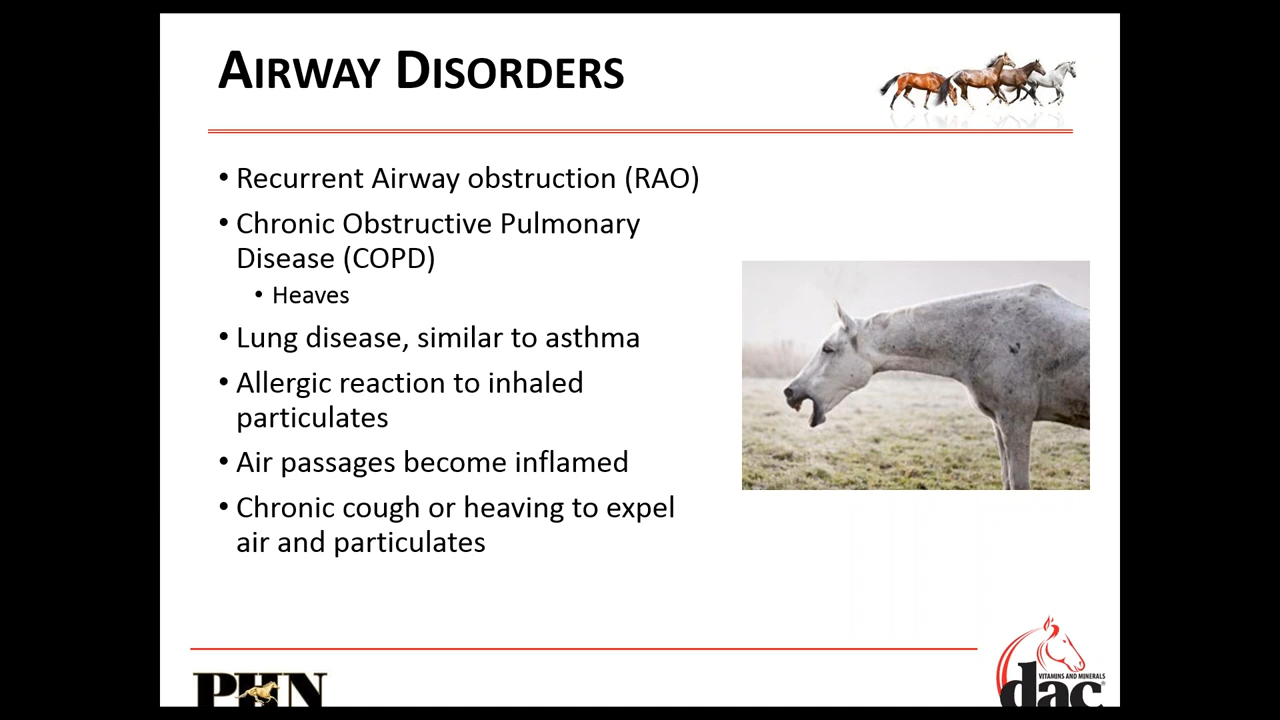 AIRWAY DISORDERS
• Recurrent Airway obstruction (RAO)
• Chronic Obstructive Pulmonary
Disease (COPD)
• Heaves
• Lung disease, similar to asthma
• Allergic reaction to inhaled
particulates
• Air passages become inflamed
• Chronic cough or heaving to expel
air and particulates
PHN
VITAMINS AND MINERALS
dac®